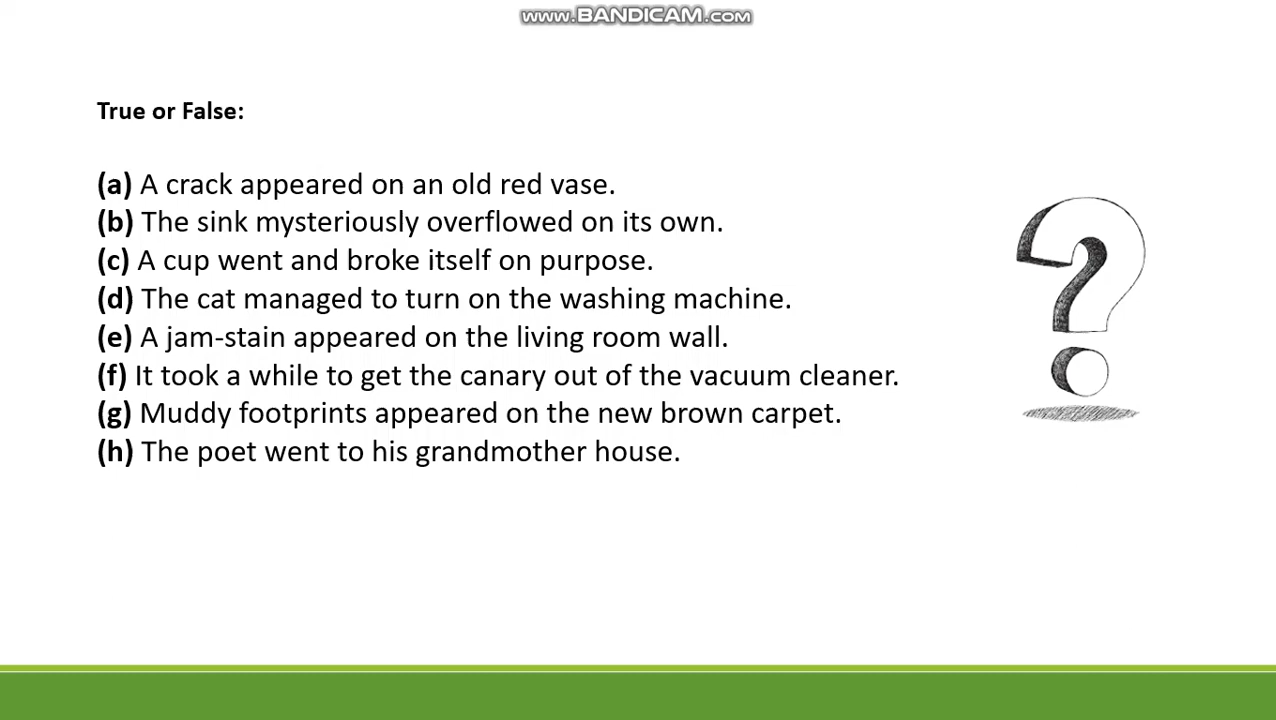 www.BANDICAM.com
True or False:
(a) A crack appeared on an old red vase.
(b) The sink mysteriously overflowed on its own.
(c) A cup went and broke itself on purpose.
(d) The cat managed to turn on the washing machine.
(e) A jam-stain appeared on the living room wall.
(f) It took a while to get the canary out of the vacuum cleaner.
(g) Muddy footprints appeared on the new brown carpet.
(h) The poet went to his grandmother house.